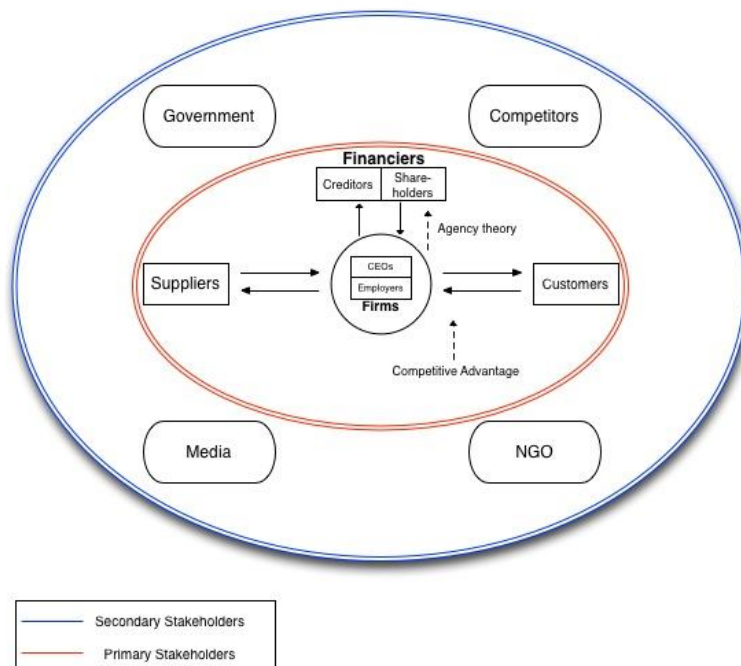 Government
Competitors
Financiers
Creditors
Share-
holders
Agency theory
Suppliers
CEOs
Employers
Firms
Customers
Competitive Advantage
Media
NGO
Secondary Stakeholders
Primary Stakeholders